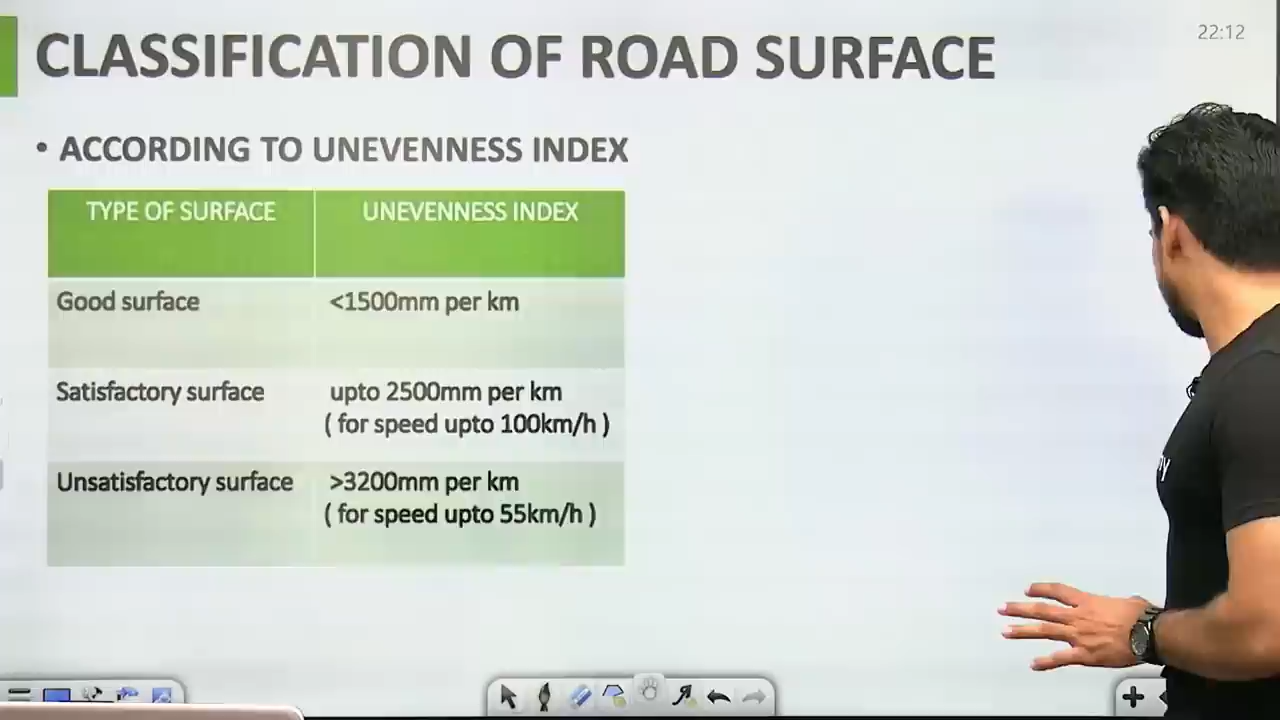 22:12
CLASSIFICATION OF ROAD SURFACE
• ACCORDING TO UNEVENNESS INDEX
TYPE OF SURFACE UNEVENNESS INDEX
Good surface <1500mm per km
Satisfactory surface upto 2500mm per km
( for speed upto 100km/h )
Unsatisfactory surface >3200mm per km
( for speed upto 55km/h )